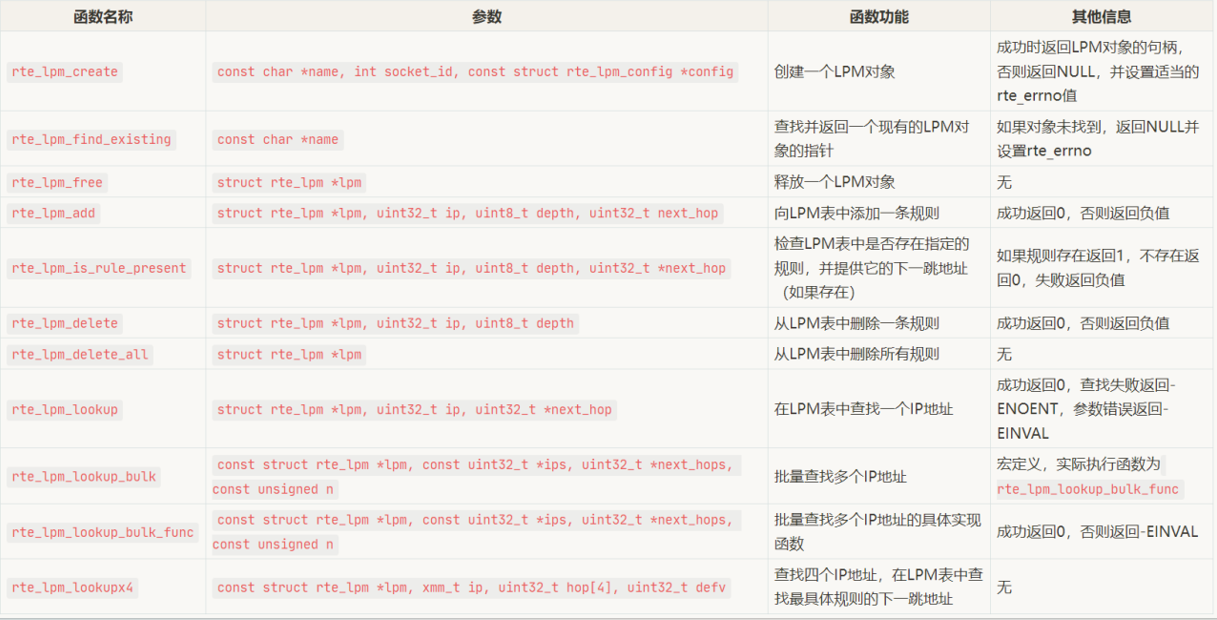 函数名称 参数 函数功能 其他信息
rte_lpm_create const char *name, int socket_id, const struct rte_lpm_config *config 创建一个LPM对象 成功时返回LPM对象的句柄，
否则返回NULL，并设置适当的
rte_errno值
rte_lpm_find_existing const char *name 查找并返回一个现有的LPM对
象的指针 如果对象未找到，返回NULL并
设置rte_errno
rte_lpm_free struct rte_lpm *lpm 释放一个LPM对象 无
rte_lpm_add struct rte_lpm *lpm, uint32_t ip, uint8_t depth, uint32_t next_hop 向LPM表中添加一条规则 成功返回0，否则返回负值
rte_lpm_is_rule_present struct rte_lpm *lpm, uint32_t ip, uint8_t depth, uint32_t *next_hop 检查LPM表中是否存在指定的
规则，并提供它的下一跳地址
（如果存在） 如果规则存在返回1，不存在返
回0，失败返回负值
rte_lpm_delete struct rte_lpm *lpm, uint32_t ip, uint8_t depth 从LPM表中删除一条规则 成功返回0，否则返回负值
rte_lpm_delete_all struct rte_lpm *lpm 从LPM表中删除所有规则 无
rte_lpm_lookup struct rte_lpm *lpm, uint32_t ip, uint32_t *next_hop 在LPM表中查找一个IP地址 成功返回0，查找失败返回-
ENOENT，参数错误返回-
EINVAL
rte_lpm_lookup_bulk const struct rte_lpm *lpm, const uint32_t *ips, uint32_t *next_hops,
const unsigned n 批量查找多个IP地址 宏定义，实际执行函数为
rte_lpm_lookup_bulk_func
rte_lpm_lookup_bulk_func const struct rte_lpm *lpm, const uint32_t *ips, uint32_t *next_hops,
const unsigned n 批量查找多个IP地址的具体实现
函数 成功返回0，否则返回-EINVAL
rte_lpm_lookupx4 const struct rte_lpm *lpm, xmm_t ip, uint32_t hop[4], uint32_t defv 查找四个IP地址，在LPM表中查
找最具体规则的下一跳地址 无